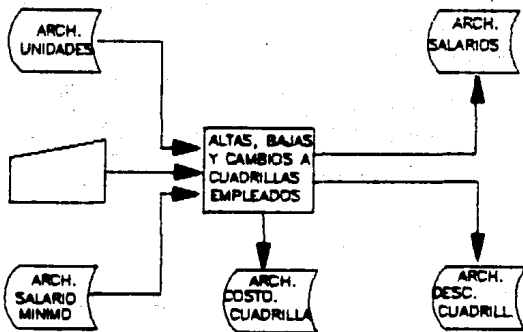 ARCH.
UNIDADES
ARCH.
SALARIOS
ALTAS, BAJAS
Y CAMBIOS A
CUADRILLAS
EMPLEADOS
ARCH.
SALARIO
MINIMO
ARCH.
COSTO.
CUADRILLA
ARCH.
DESC.
CUADRILL.